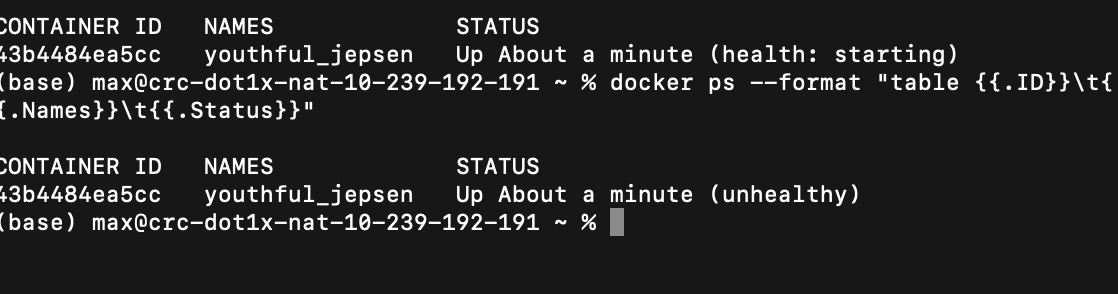 CONTAINER ID   NAMES             STATUS
43b4484ea5cc   youthful_jepsen   Up About a minute (health: starting)
(base) max@crc-dot1x-nat-10-239-192-191 ~ % docker ps --format "table {{.ID}}\t{
{.Names}}\t{{.Status}}"
CONTAINER ID   NAMES             STATUS
43b4484ea5cc   youthful_jepsen   Up About a minute (unhealthy)
(base) max@crc-dot1x-nat-10-239-192-191 ~ %